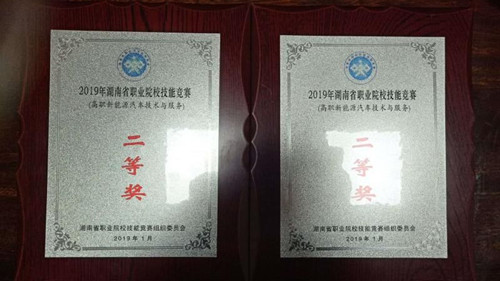 2019年湖南省职业院校技能竞赛
(高职新能源汽车技术与服务)
二
等
奖
湖南省职业院校技能竞赛组织委员会
2019年1月
2019年湖南省职业院校技能竞赛
(高职新能源汽车技术与服务)
二
等
奖
湖南省职业院校技能竞赛组织委员会
2019年1月